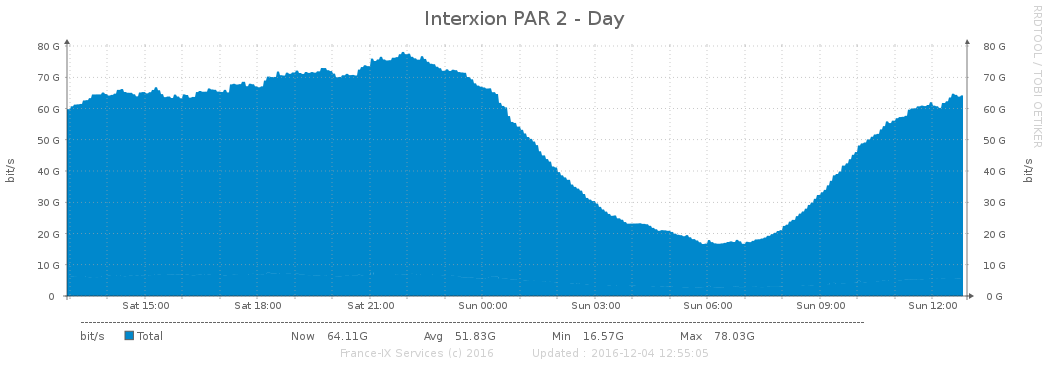 Interxion PAR 2 - Day
RRDTOOL / TOBI OETIKER
80 G 80 G
70 G 70 G
60 G 60 G
50 G 50 G
40 G 40 G
30 G 30 G
20 G 20 G
10 G 10 G
0 0 G
bit/s bit/s
Sat 15:00 Sat 18:00 Sat 21:00 Sun 00:00 Sun 03:00 Sun 06:00 Sun 09:00 Sun 12:00
bit/s Total Now 64.11G Avg 51.83G Min 16.57G Max 78.03G
France-IX Services (c) 2016 Updated : 2016-12-04 12:55:05